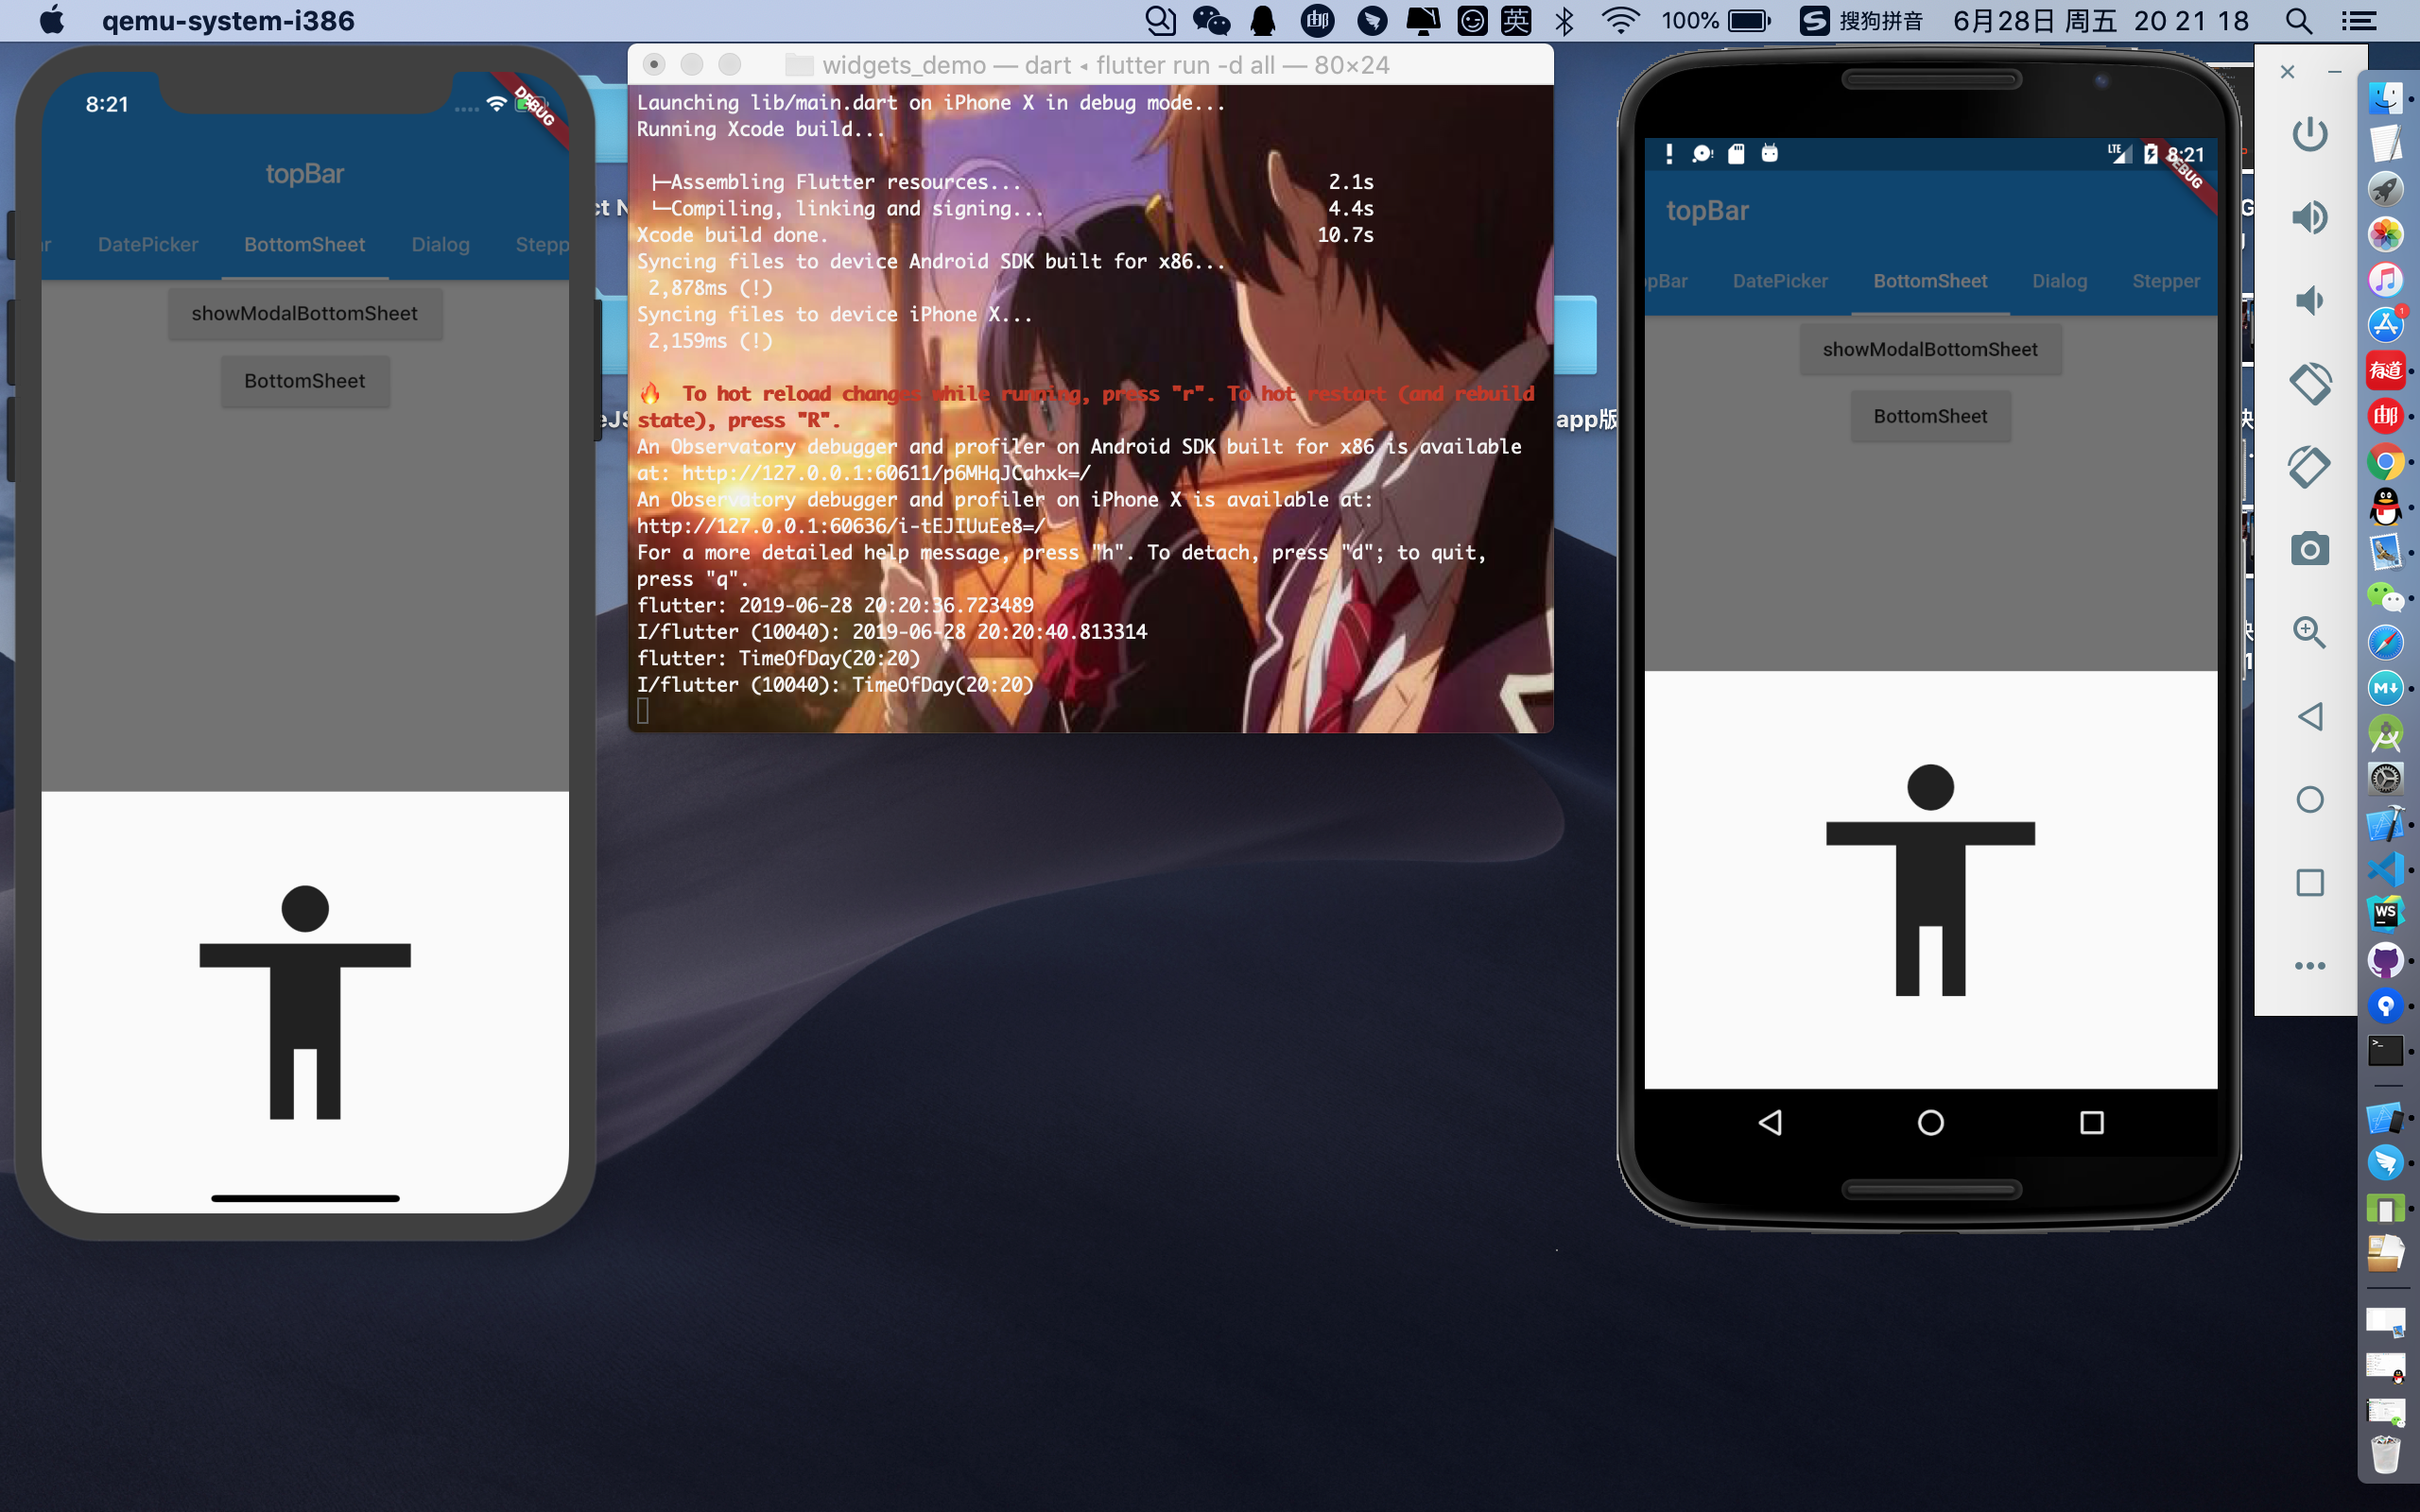 qemu-system-i386
英
100%
搜狗拼音
6月28日 周五 20 21 18
8:21
DEBUG
topBar
DatePicker
BottomSheet
Dialog
Stepp
showModalBottomSheet
BottomSheet
widgets_demo — dart ◂ flutter run -d all — 80×24
Launching lib/main.dart on iPhone X in debug mode...
Running Xcode build...
├─Assembling Flutter resources... 2.1s
└─Compiling, linking and signing... 4.4s
Xcode build done. 10.7s
Syncing files to device Android SDK built for x86...
2,878ms (!)
Syncing files to device iPhone X...
2,159ms (!)
🔥 To hot reload changes while running, press "r". To hot restart (and rebuild
state), press "R".
An Observatory debugger and profiler on Android SDK built for x86 is available
at: http://127.0.0.1:60611/p6MHqJCahxk=/
An Observatory debugger and profiler on iPhone X is available at:
http://127.0.0.1:60636/i-tEJIUuEe8=/
For a more detailed help message, press "h". To detach, press "d"; to quit,
press "q".
flutter: 2019-06-28 20:20:36.723489
I/flutter (10040): 2019-06-28 20:20:40.813314
flutter: TimeOfDay(20:20)
I/flutter (10040): TimeOfDay(20:20)
app版
LTE
8:21
DEBUG
topBar
opBar
DatePicker
BottomSheet
Dialog
Stepper
showModalBottomSheet
BottomSheet
1
有道
邮
M
WS